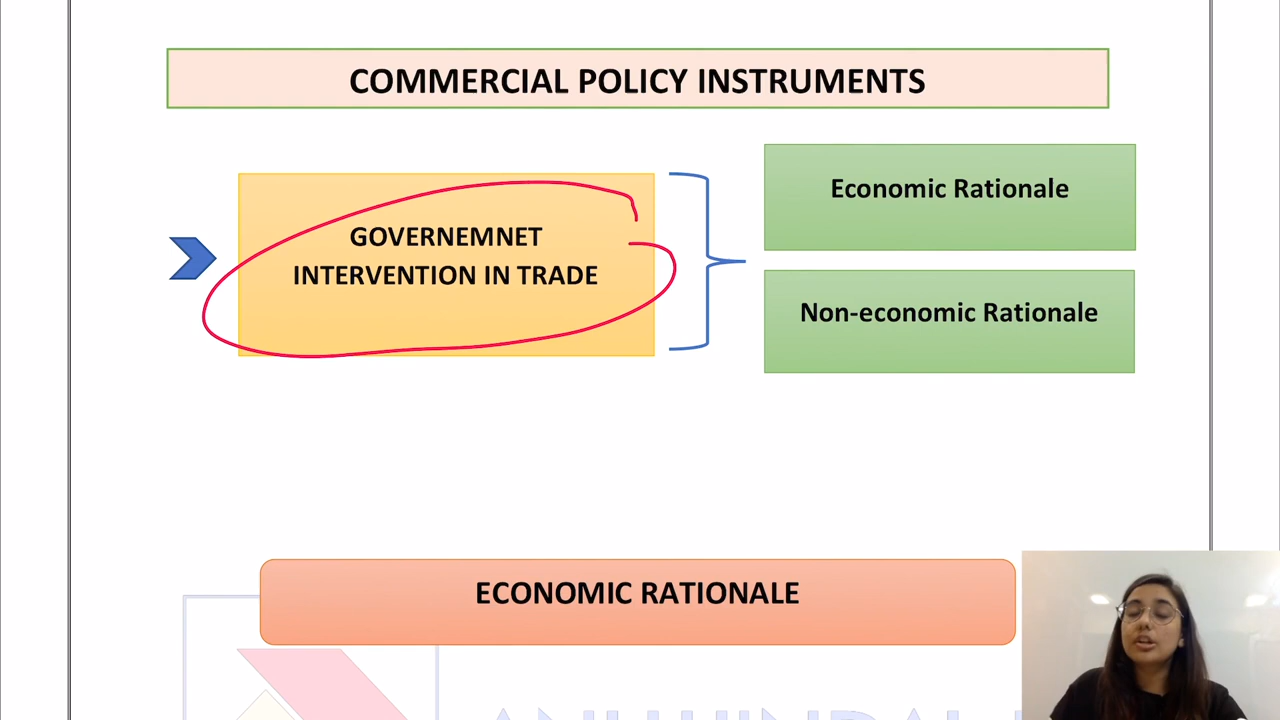 COMMERCIAL POLICY INSTRUMENTS
GOVERNEMNET
INTERVENTION IN TRADE
Economic Rationale
Non-economic Rationale
ECONOMIC RATIONALE